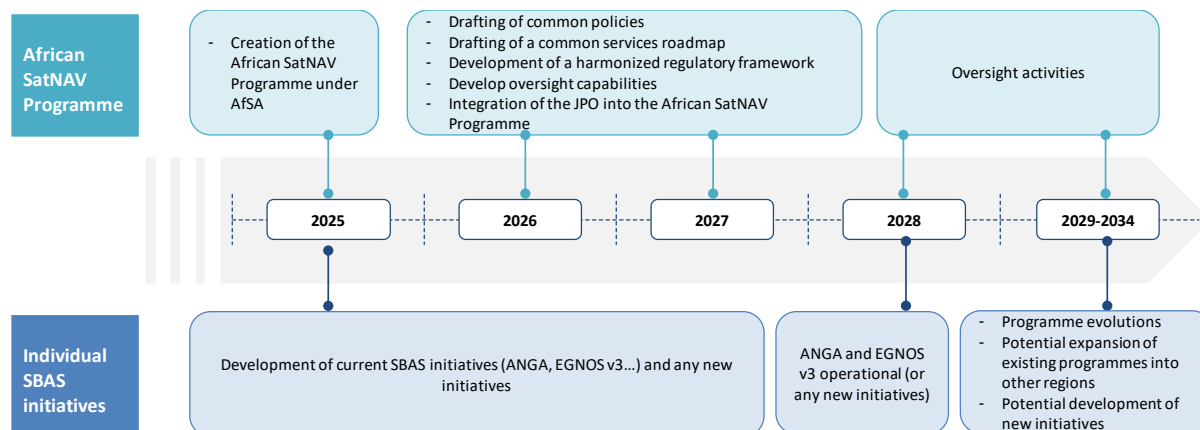 African
SatNAV
Programme
- Creation of the
African SatNAV
Programme under
AfSA
- Drafting of common policies
- Drafting of a common services roadmap
- Development of a harmonized regulatory framework
- Develop oversight capabilities
- Integration of the JPO into the African SatNAV
Programme
Oversight activities
2025
2026
2027
2028
2029-2034
Individual
SBAS
initiatives
Development of current SBAS initiatives (ANGA, EGNOS v3...) and any new
initiatives
ANGA and EGNOS
v3 operational (or
any new initiatives)
- Programme evolutions
- Potential expansion of
existing programmes into
other regions
- Potential development of
new initiatives